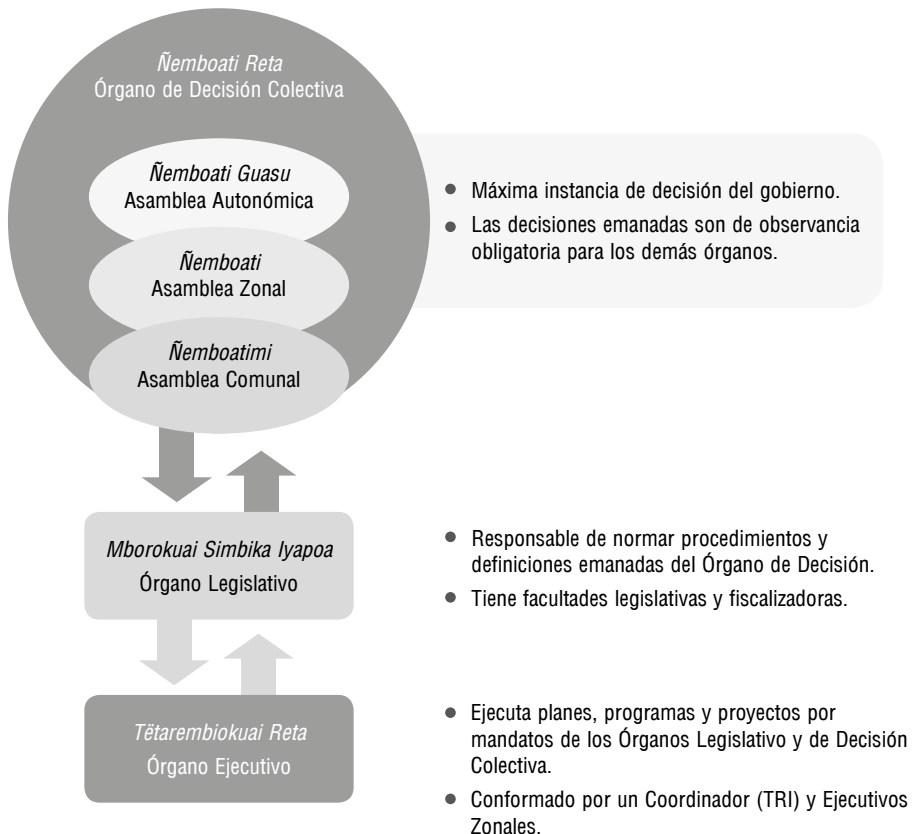 Ñemboati Reta
Órgano de Decisión Colectiva
Ñemboati Guasu
Asamblea Autonómica
Ñemboati
Asamblea Zonal
Ñemboatimi
Asamblea Comunal
• Máxima instancia de decisión del gobierno.
• Las decisiones emanadas son de observancia
obligatoria para los demás órganos.
Mborokuai Simbika Iyapoa
Órgano Legislativo
• Responsable de normar procedimientos y
definiciones emanadas del Órgano de Decisión.
• Tiene facultades legislativas y fiscalizadoras.
Tëtarembiokuai Reta
Órgano Ejecutivo
• Ejecuta planes, programas y proyectos por
mandatos de los Órganos Legislativo y de Decisión
Colectiva.
• Conformado por un Coordinador (TRI) y Ejecutivos
Zonales.